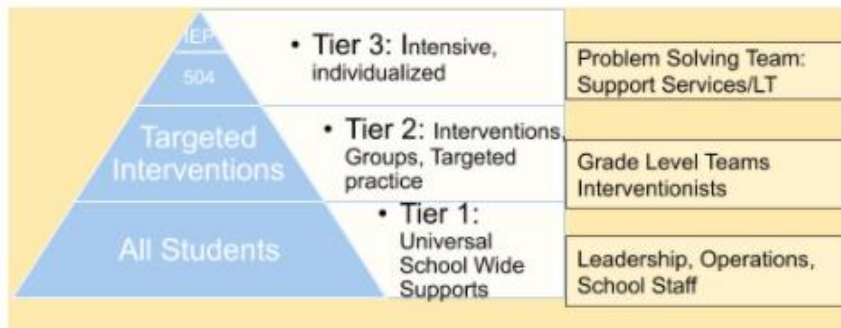 IEP
504
• Tier 3: Intensive,
individualized
Problem Solving Team:
Support Services/LT
Targeted
Interventions
• Tier 2: Interventions,
Groups, Targeted
practice
Grade Level Teams
Interventionists
All Students
• Tier 1:
Universal
School Wide
Supports
Leadership, Operations,
School Staff